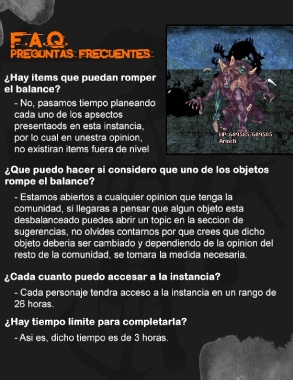 F.A.Q.
PREGUNTAS FRECUENTES:
¿Hay items que puedan romper
el balance?
- No, pasamos tiempo planeando
cada uno de los apsectos
presentaods en esta instancia,
por lo cual en unestra opinion,
no existiran items fuera de nivel
HP:604505/604505
Arioch
¿Que puedo hacer si considero que uno de los objetos
rompe el balance?
- Estamos abiertos a cualquier opinion que tenga la
comunidad, si llegaras a pensar que algun objeto esta
desbalanceado puedes abrir un topic en la seccion de
sugerencias, no olvides contarnos por que crees que dicho
objeto deberia ser cambiado y dependiendo de la opinion del
resto de la comunidad, se tomara la medida necesaria.
¿Cada cuanto puedo accesar a la instancia?
- Cada personaje tendra acceso a la instancia en un rango de
26 horas.
¿Hay tiempo limite para completarla?
- Asi es, dicho tiempo es de 3 horas.